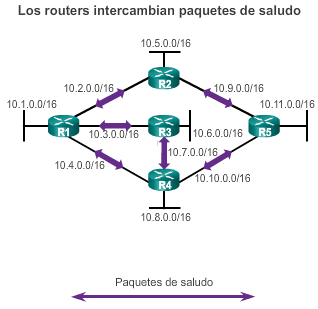 Los routers intercambian paquetes de saludo
10.5.0.0/16
R2
10.2.0.0/16
10.9.0.0/16
10.1.0.0/16
10.11.0.0/16
R1
R3
R5
10.3.0.0/16
10.6.0.0/16
10.7.0.0/16
10.4.0.0/16
10.10.0.0/16
R4
10.8.0.0/16
Paquetes de saludo